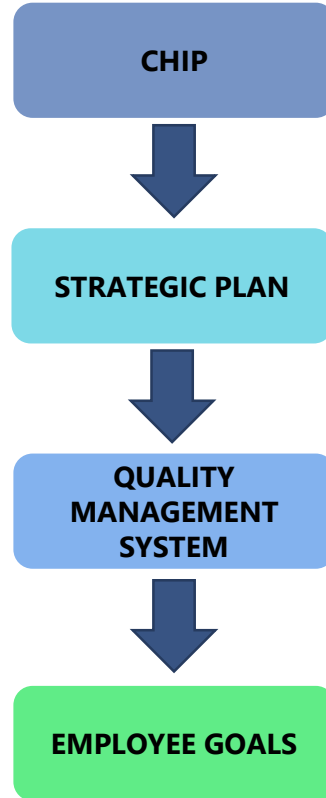 CHIP
STRATEGIC PLAN
QUALITY
MANAGEMENT
SYSTEM
EMPLOYEE GOALS